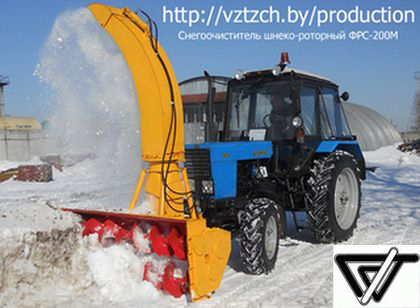 http://vztzch.by/production
Снегоочиститель шнеко-роторный ФРС-200М